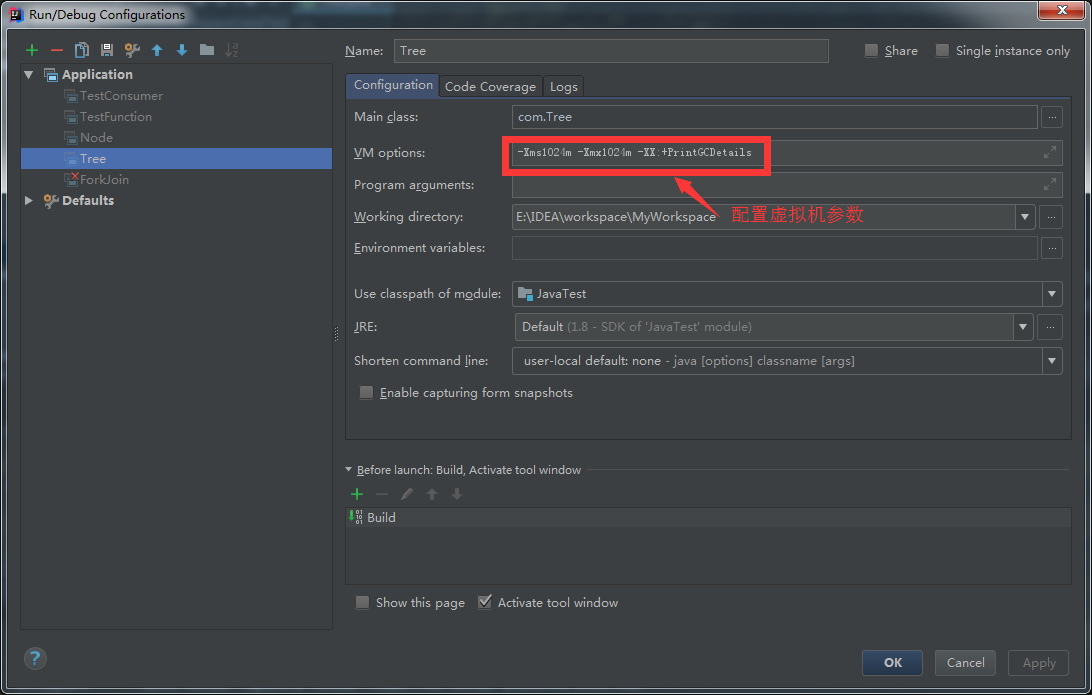 Run/Debug Configurations
Application
TestConsumer
TestFunction
Node
Tree
ForkJoin
Defaults
Name: Tree
Share
Single instance only
Configuration Code Coverage Logs
Main class: com.Tree
VM options: -Xms1024m -Xmx1024m -XX:+PrintGCDetails
Program arguments:
配置虚拟机参数
Working directory: E:\IDEA\workspace\MyWorkspace
Environment variables:
Use classpath of module: JavaTest
JRE: Default (1.8 - SDK of 'JavaTest' module)
Shorten command line: user-local default: none - java [options] classname [args]
Enable capturing form snapshots
Before launch: Build, Activate tool window
Build
Show this page Activate tool window
OK Cancel Apply